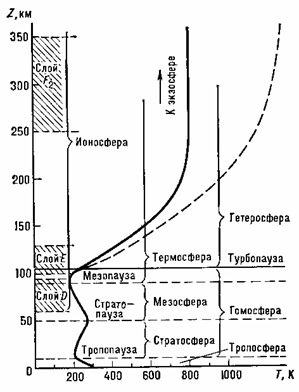 Z, км
350
Слой F₂
300
К экзосфере
250
Ионосфера
200
150
Гетеросфера
Слой E
Термосфера
Турбопауза
100
Мезопауза
Слой D
Страто-
пауза
Мезосфера
Гомосфера
50
Тропопауза
Стратосфера
Тропосфера
0
200
400
600
800
1000
T, К